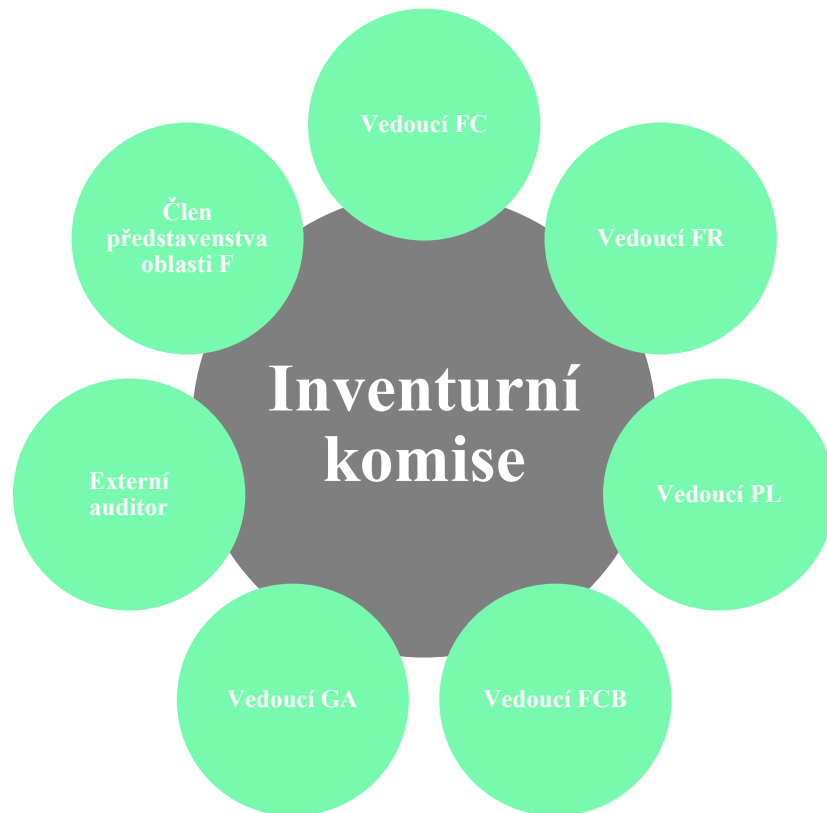 Vedoucí FC
Člen
představenstva
oblasti F
Vedoucí FR
Inventurní
komise
Externí
auditor
Vedoucí PL
Vedoucí GA
Vedoucí FCB